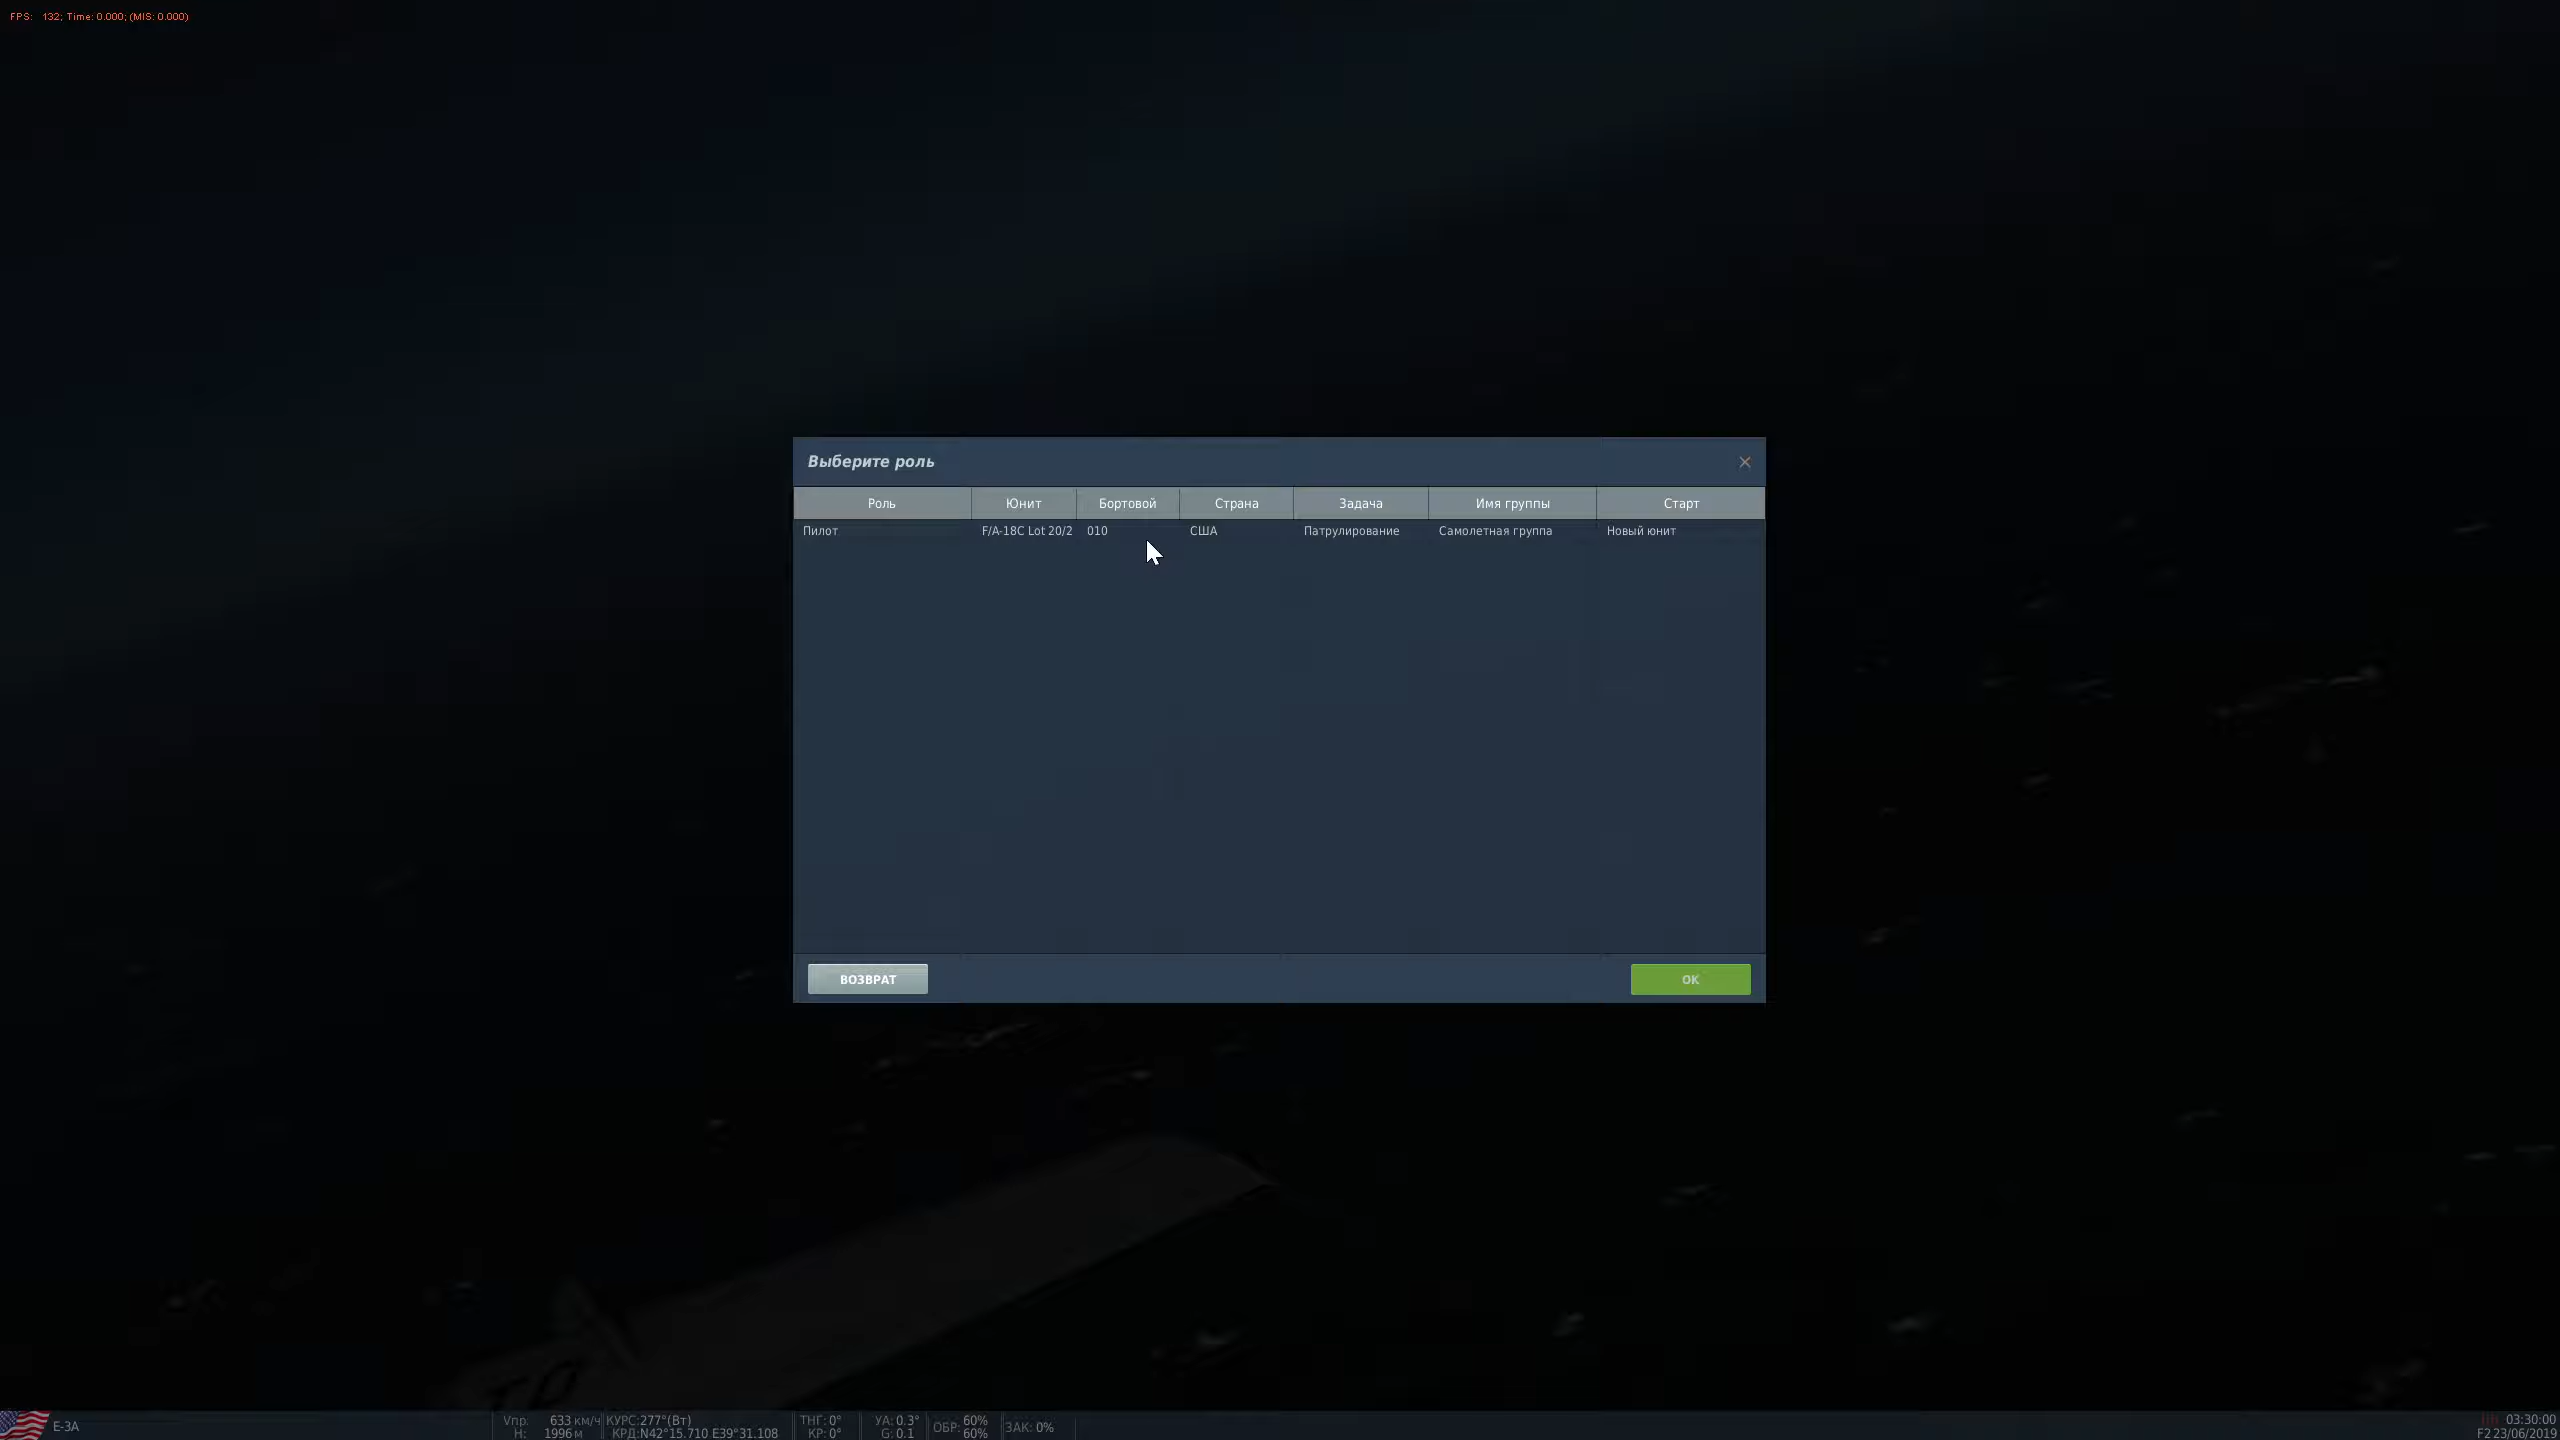 FPS: 132; Time: 0.000; (MIS: 0.000)
Выберите роль
Роль Юнит Бортовой Страна Задача Имя группы Старт
Пилот F/A-18C Lot 20/2 010 США Патрулирование Самолетная группа Новый юнит
ВОЗВРАТ ОК
E-3A
Vпр. 633 км/ч КУРС:277°(Вт) ТНГ: 0° УА: 0.3° ОБР: 60% ЗАК: 0% 03:30:00
H: 1996 м КРД:N42°15.710 E39°31.108 КР: 0° G: 0.1 60% F2 23/06/2019